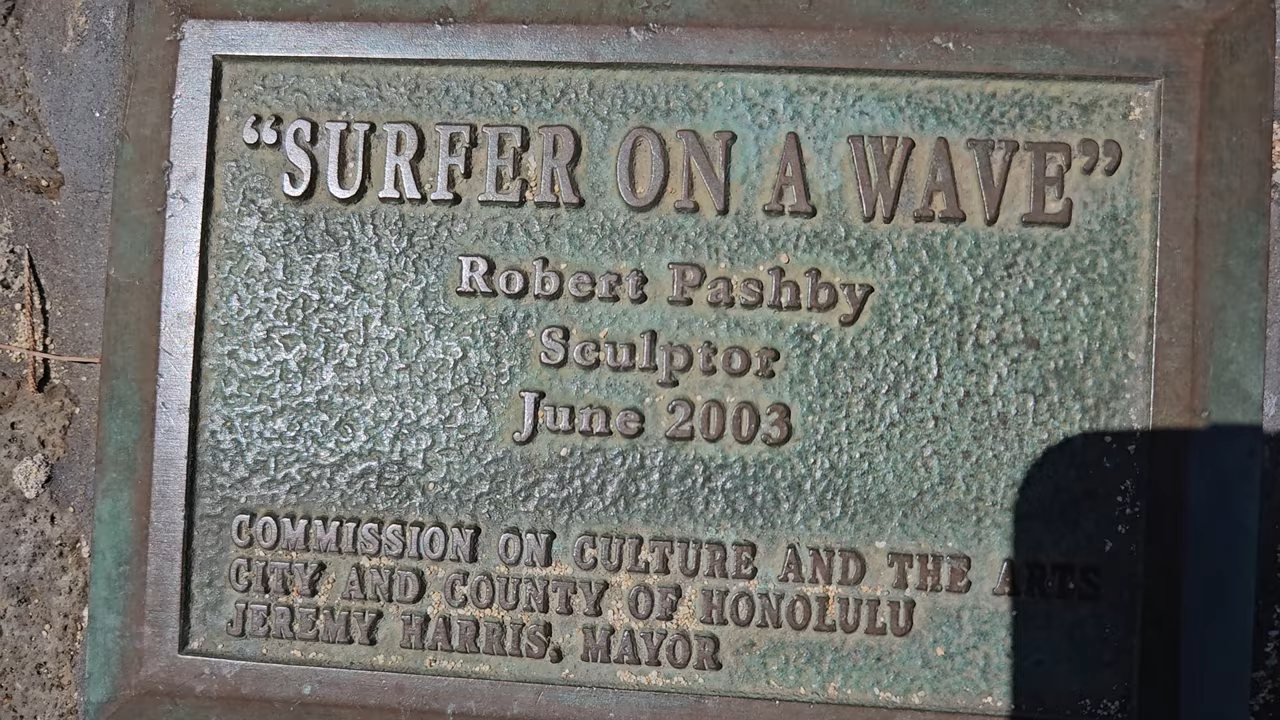 “SURFER ON A WAVE”
Robert Pashby
Sculptor
June 2003
COMMISSION ON CULTURE AND THE ARTS
CITY AND COUNTY OF HONOLULU
JEREMY HARRIS, MAYOR